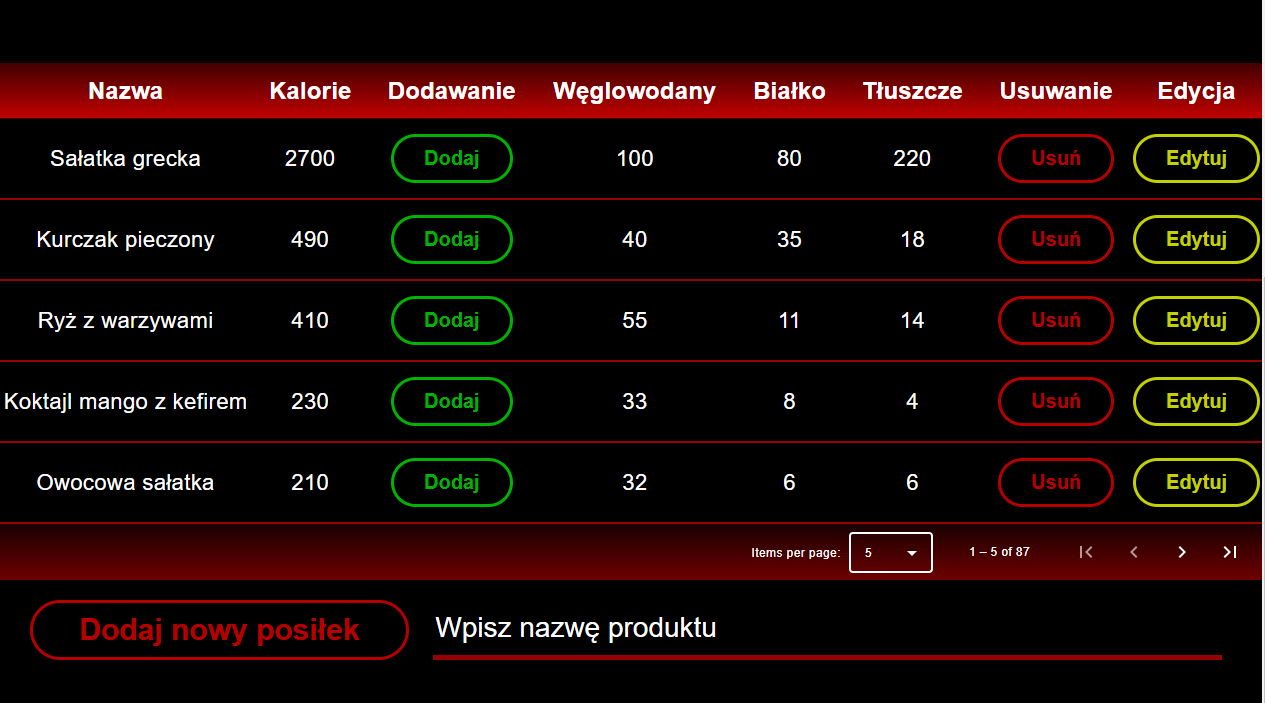 Nazwa Kalorie Dodawanie Węglowodany Białko Tłuszcze Usuwanie Edycja
Sałatka grecka 2700 Dodaj 100 80 220 Usuń Edytuj
Kurczak pieczony 490 Dodaj 40 35 18 Usuń Edytuj
Ryż z warzywami 410 Dodaj 55 11 14 Usuń Edytuj
Koktajl mango z kefirem 230 Dodaj 33 8 4 Usuń Edytuj
Owocowa sałatka 210 Dodaj 32 6 6 Usuń Edytuj
Items per page: 5 1 – 5 of 87
Dodaj nowy posiłek Wpisz nazwę produktu